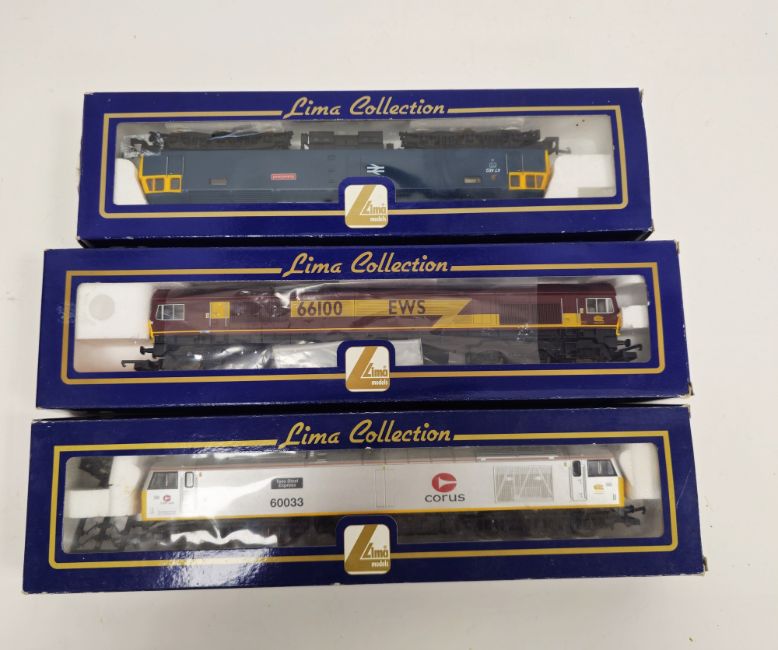 Lima Collection
Lima
models
Lima Collection
66100 EWS
Lima
models
Lima Collection
Tees Steel
Express
60033
corus
Lima
models